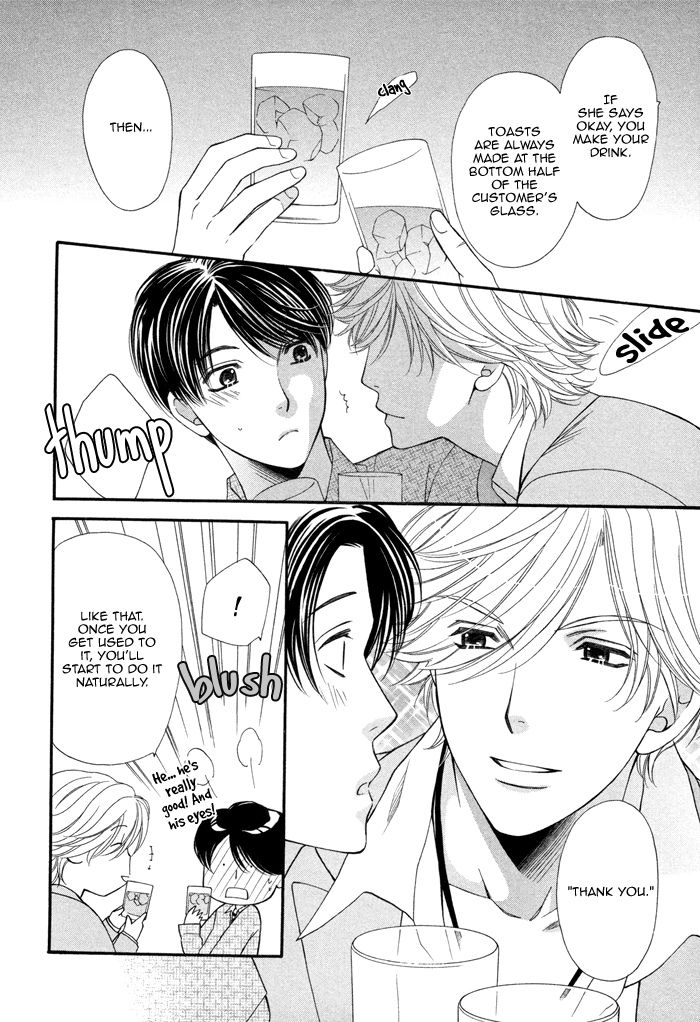 IF
SHE SAYS
OKAY, YOU
MAKE YOUR
DRINK.
TOASTS
ARE ALWAYS
MADE AT THE
BOTTOM HALF
OF THE
CUSTOMER'S
GLASS.
clang
THEN...
slide
thump
"THANK YOU."
!
blush
LIKE THAT.
ONCE YOU
GET USED TO
IT, YOU'LL
START TO DO IT
NATURALLY.
He... he's
really
good! And
his eyes!